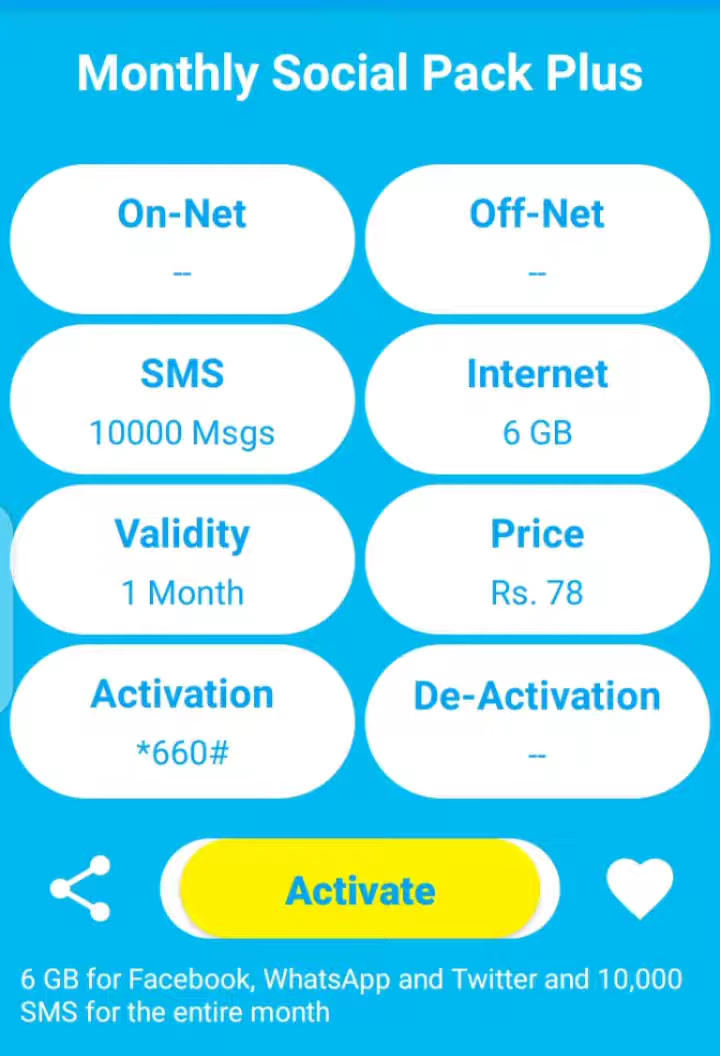 Monthly Social Pack Plus
On-Net
--
Off-Net
--
SMS
10000 Msgs
Internet
6 GB
Validity
1 Month
Price
Rs. 78
Activation
*660#
De-Activation
--
Activate
6 GB for Facebook, WhatsApp and Twitter and 10,000
SMS for the entire month